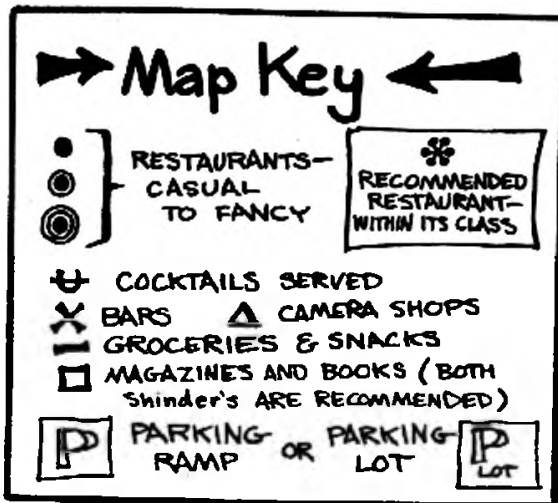 Map Key
RESTAURANTS—
CASUAL
TO FANCY
RECOMMENDED
RESTAURANT—
WITHIN ITS CLASS
COCKTAILS SERVED
BARS CAMERA SHOPS
GROCERIES & SNACKS
MAGAZINES AND BOOKS (BOTH
Shinder's ARE RECOMMENDED)
P PARKING RAMP OR PARKING LOT P LOT